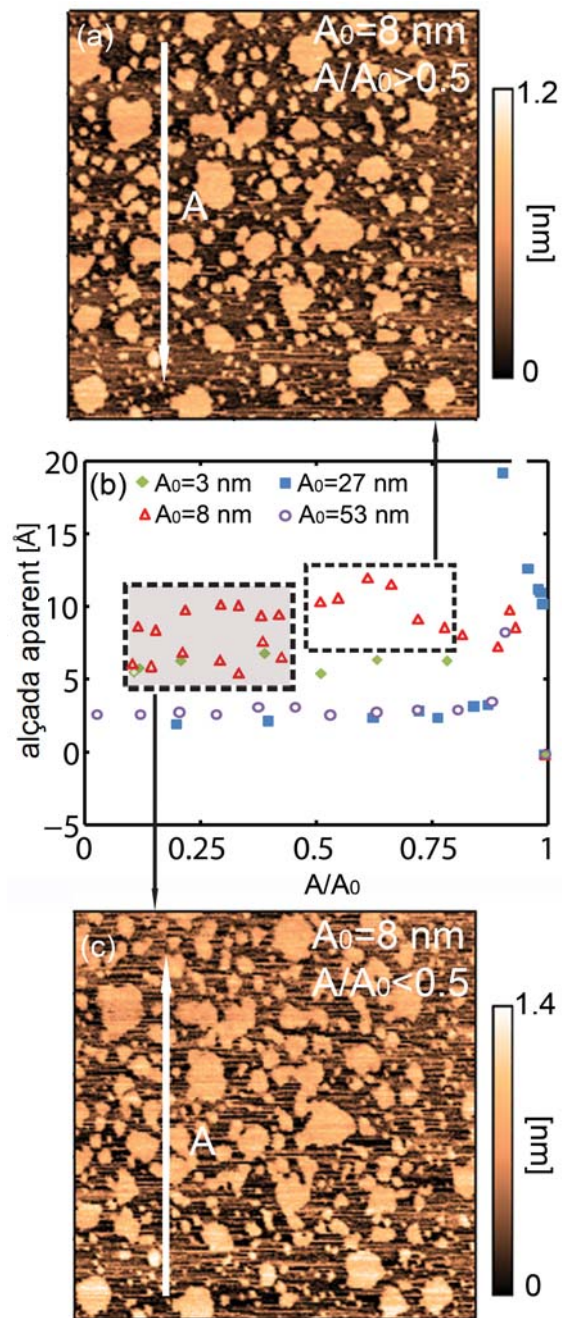 (a)
A₀=8 nm
A/A₀>0.5
A
1.2
[nm]
0
(b)
A₀=3 nm
A₀=27 nm
A₀=8 nm
A₀=53 nm
20
15
10
5
0
−5
alçada aparent [Å]
0
0.25
0.5
0.75
1
A/A₀
(c)
A₀=8 nm
A/A₀<0.5
A
1.4
[nm]
0